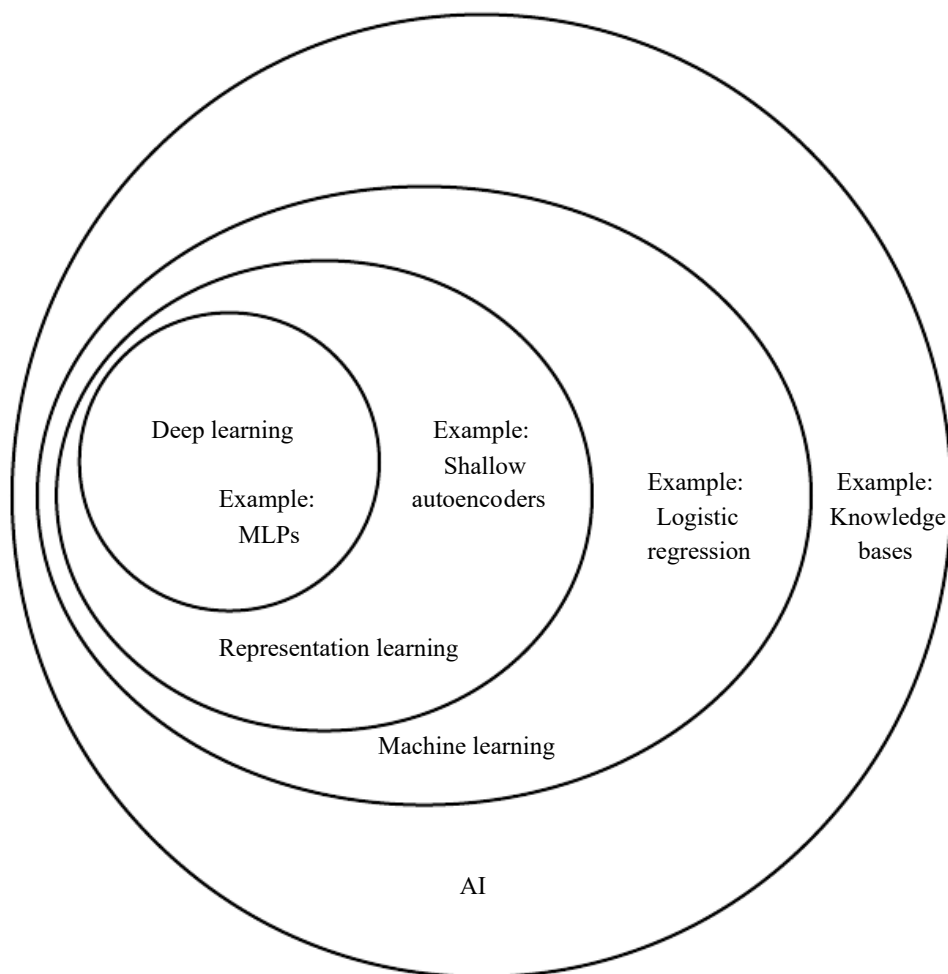 Deep learning
Example:
MLPs
Example:
Shallow
autoencoders
Example:
Logistic
regression
Example:
Knowledge
bases
Representation learning
Machine learning
AI